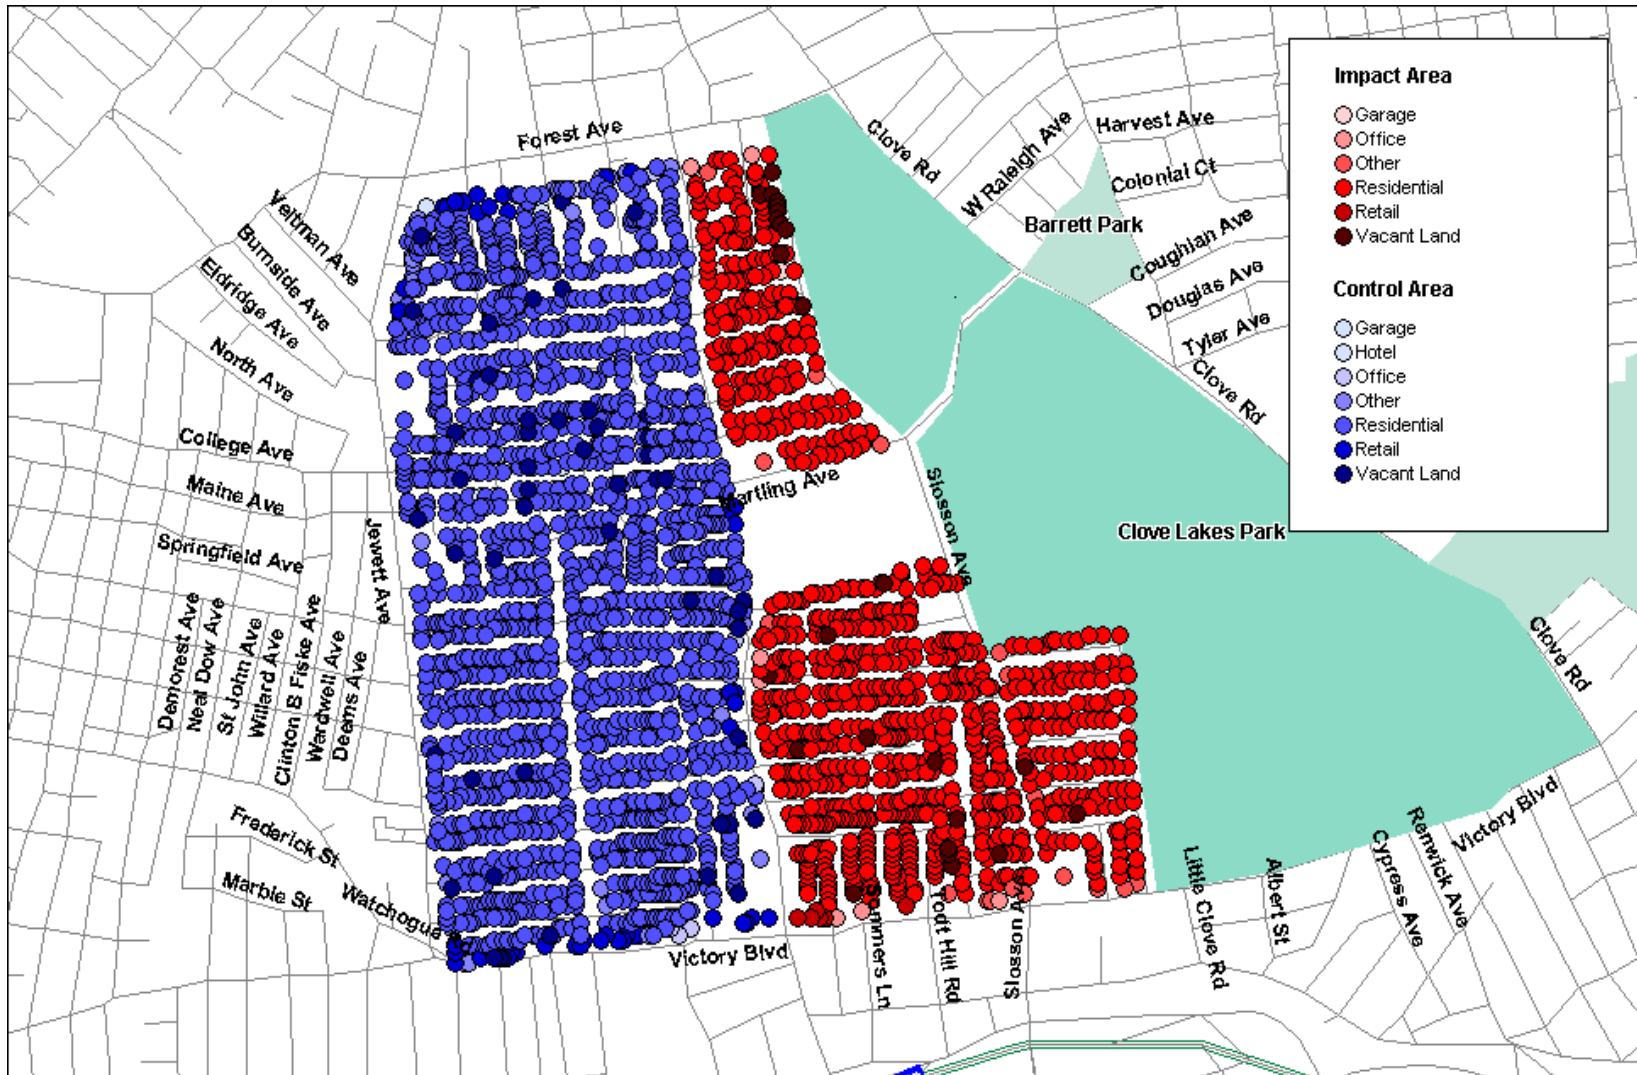 Impact Area
Garage
Office
Other
Residential
Retail
Vacant Land
Control Area
Garage
Hotel
Office
Other
Residential
Retail
Vacant Land
Forest Ave
Clove Rd
W Raleigh Ave
Harvest Ave
Colonial Ct
Barrett Park
Coughlan Ave
Douglas Ave
Tyler Ave
Clove Rd
Veltman Ave
Burnside Ave
Eldridge Ave
North Ave
College Ave
Maine Ave
Springfield Ave
Jewett Ave
Martling Ave
Slosson Ave
Clove Lakes Park
Demorest Ave
Neal Dow Ave
St John Ave
Willard Ave
Clinton B Fiske Ave
Wardwell Ave
Deems Ave
Clove Rd
Frederick St
Marble St
Watchogue Rd
Victory Blvd
Sommers Ln
Todt Hill Rd
Slosson Ave
Little Clove Rd
Albert St
Cypress Ave
Renwick Ave
Victory Blvd